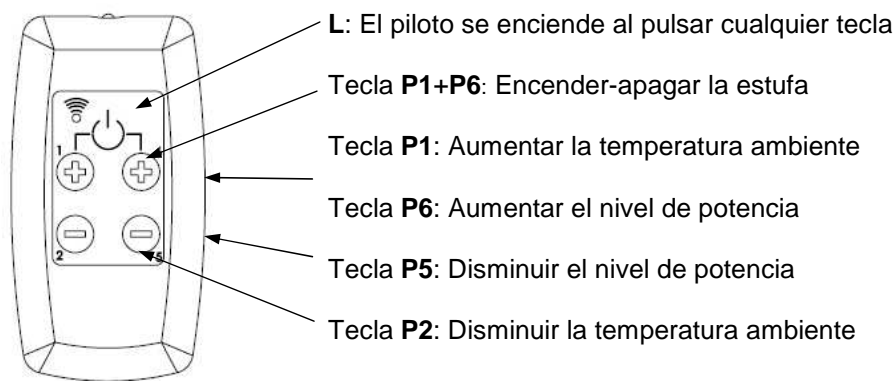 L: El piloto se enciende al pulsar cualquier tecla
Tecla P1+P6: Encender-apagar la estufa
Tecla P1: Aumentar la temperatura ambiente
Tecla P6: Aumentar el nivel de potencia
Tecla P5: Disminuir el nivel de potencia
Tecla P2: Disminuir la temperatura ambiente
1
2
5